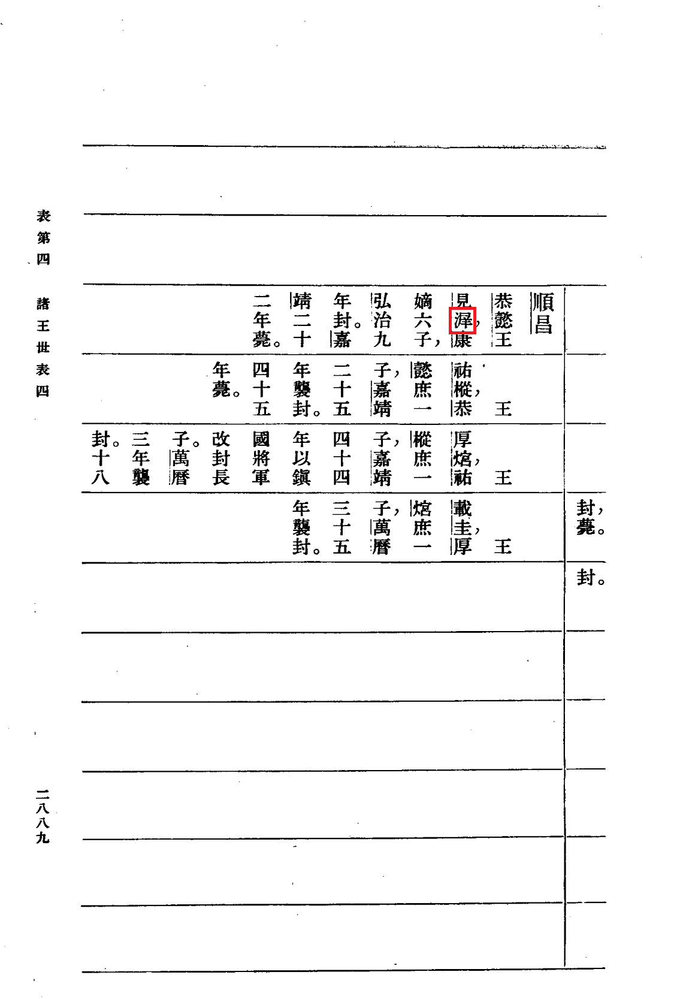 封，薨。
封。
順昌
恭懿王
見，康
嫡六子，
弘治九
年封。嘉
靖二十
二年薨。
王
祐樅，恭
懿庶一
子，嘉靖
二十五
年襲封。
四十五
年薨。
王
厚，祐
樅庶一
子，嘉靖
四十四
年以鎮
國將軍
改封長
子。萬曆
三年襲
封。十八
王
載圭，厚
庶一
子，萬曆
三十五
年襲封。
表第四 諸王世表四
二八八九